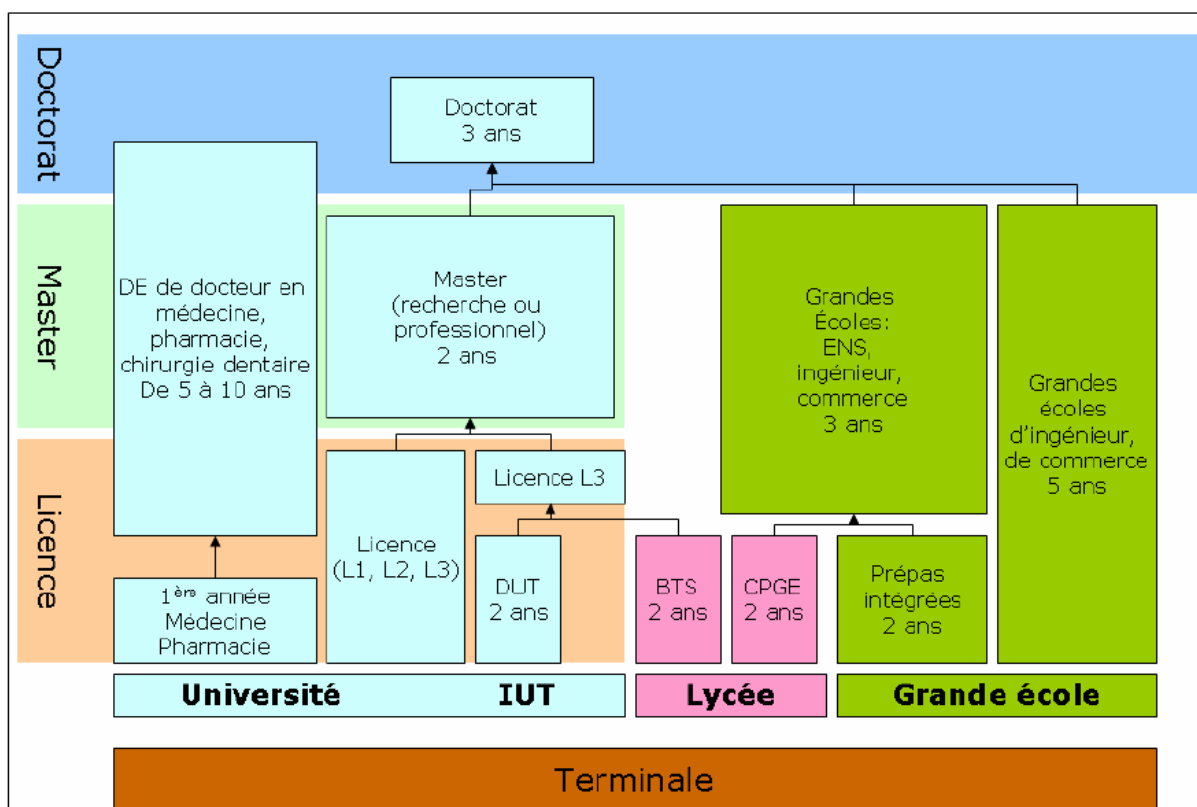 Doctorat
Doctorat
3 ans
Master
DE de docteur en
médecine,
pharmacie,
chirurgie dentaire
De 5 à 10 ans
Master
(recherche ou
professionnel)
2 ans
Grandes
Écoles:
ENS,
ingénieur,
commerce
3 ans
Grandes
écoles
d'ingénieur,
de commerce
5 ans
Licence
1ère année
Médecine
Pharmacie
Licence
(L1, L2, L3)
Licence L3
DUT
2 ans
BTS
2 ans
CPGE
2 ans
Prépas
intégrées
2 ans
Université
IUT
Lycée
Grande école
Terminale